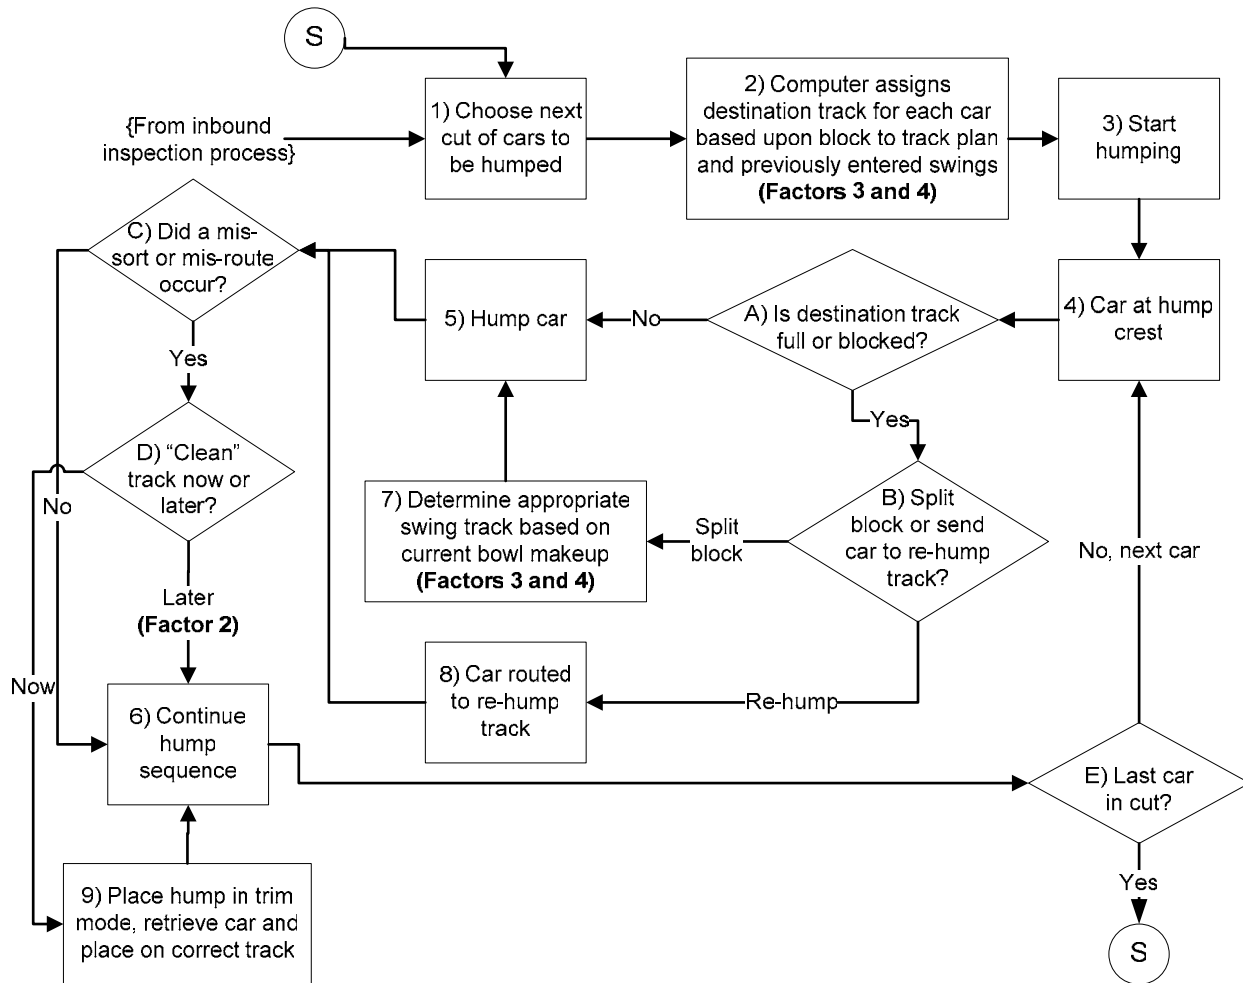 S
1) Choose next
cut of cars to
be humped
2) Computer assigns
destination track for each car
based upon block to track plan
and previously entered swings
(Factors 3 and 4)
3) Start
humping
{From inbound
inspection process}
C) Did a mis-
sort or mis-route
occur?
5) Hump car
No
A) Is destination track
full or blocked?
4) Car at hump
crest
Yes
Yes
D) “Clean”
track now or
later?
No
7) Determine appropriate
swing track based on
current bowl makeup
(Factors 3 and 4)
Split
block
B) Split
block or send
car to re-hump
track?
No, next car
Later
(Factor 2)
Now
8) Car routed
to re-hump
track
Re-hump
6) Continue
hump
sequence
E) Last car
in cut?
9) Place hump in trim
mode, retrieve car and
place on correct track
Yes
S